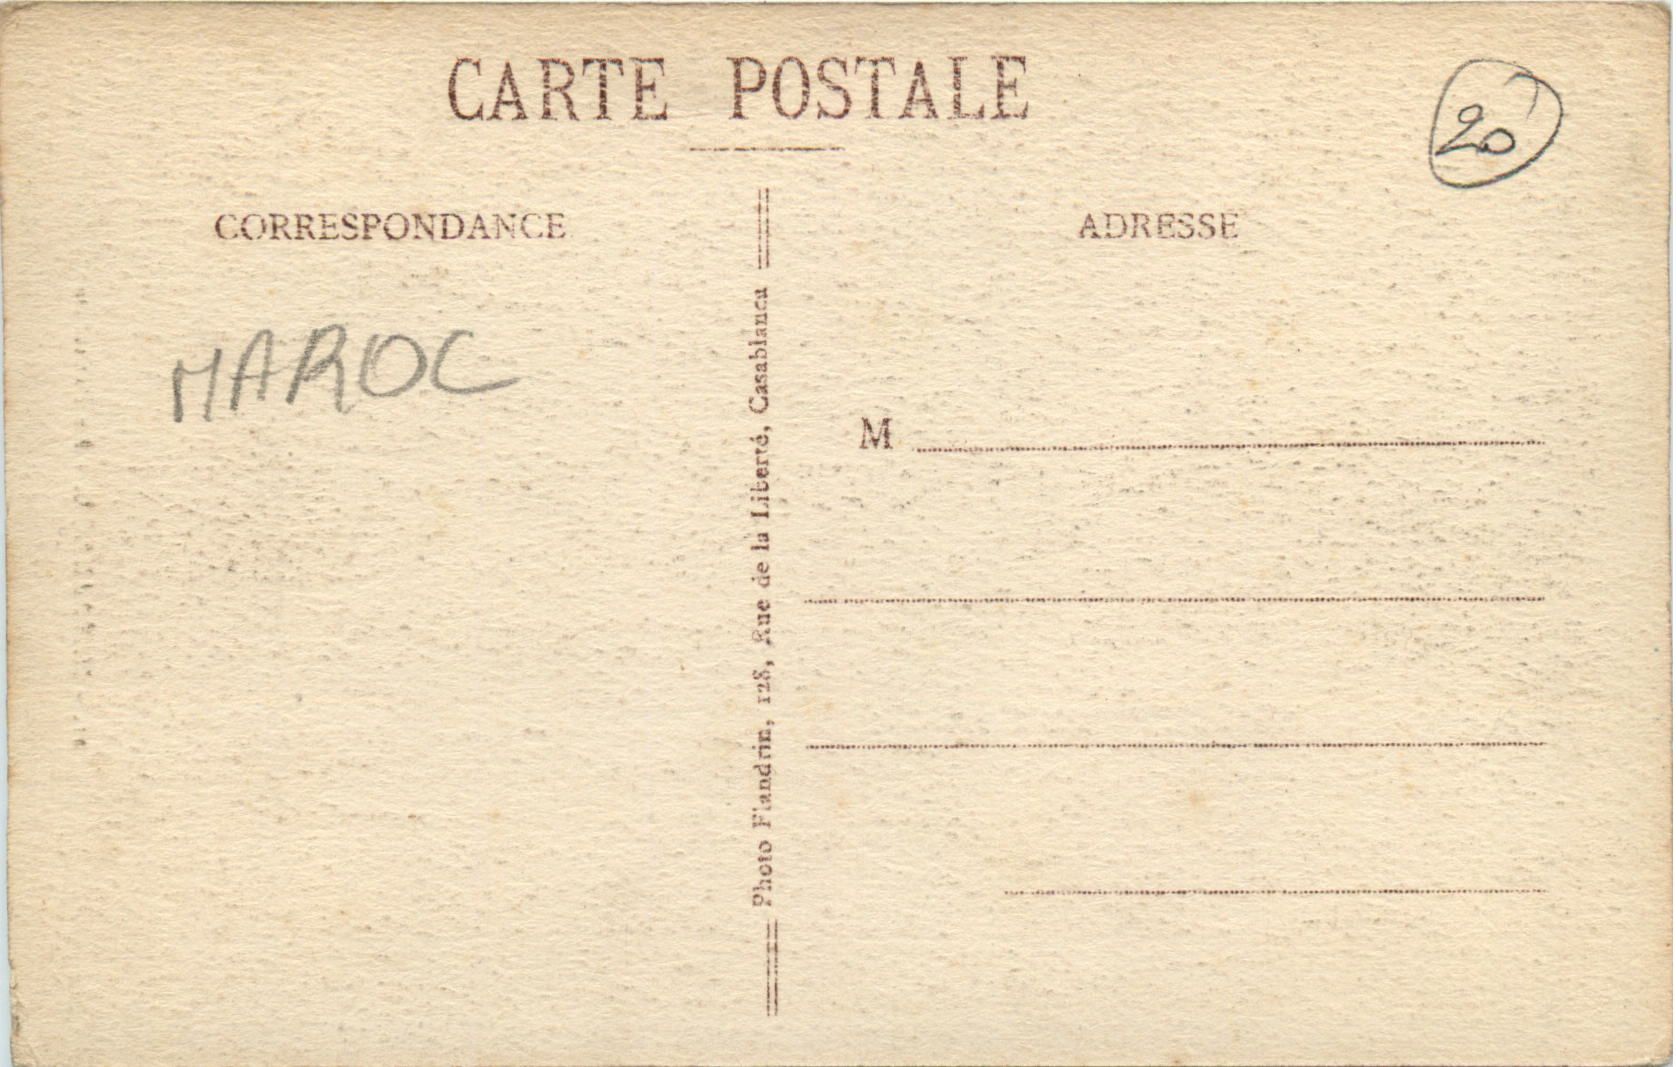 CARTE POSTALE
20
CORRESPONDANCE
ADRESSE
MAROC
M
Photo Flandrin, 128, Rue de la Liberté, Casablanca